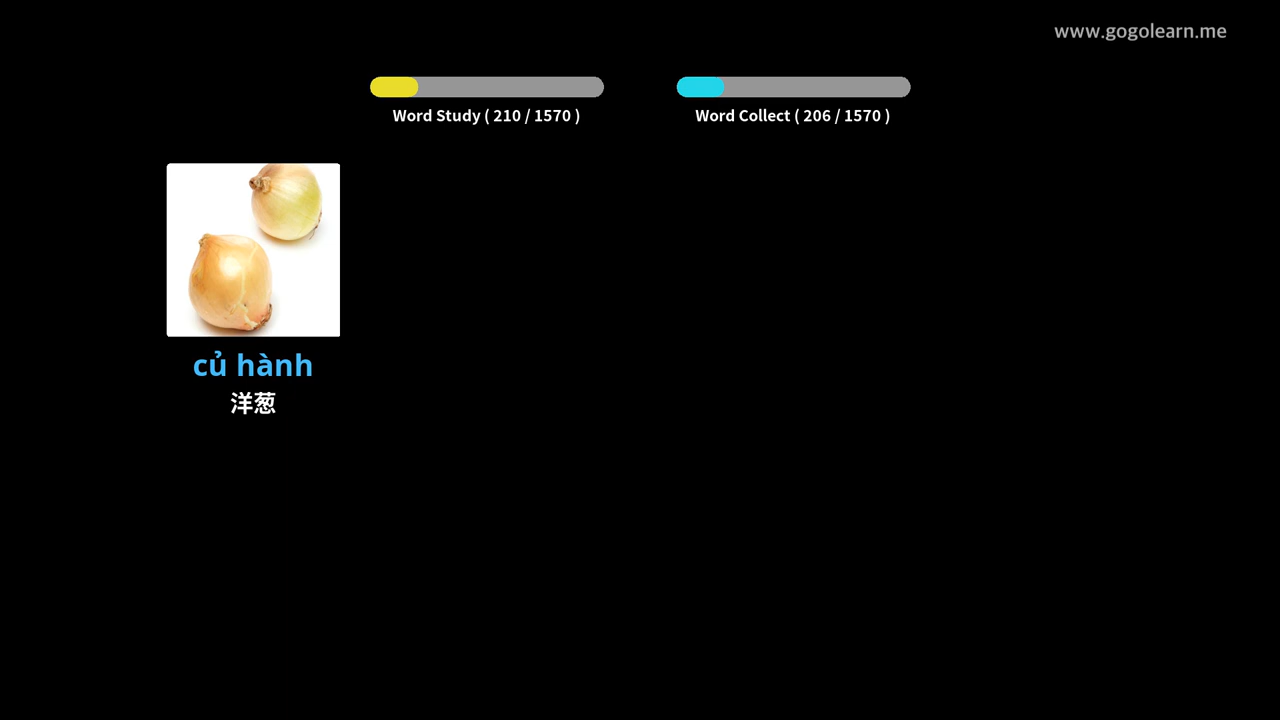 www.gogolearn.me
Word Study ( 210 / 1570 )
Word Collect ( 206 / 1570 )
củ hành
洋葱